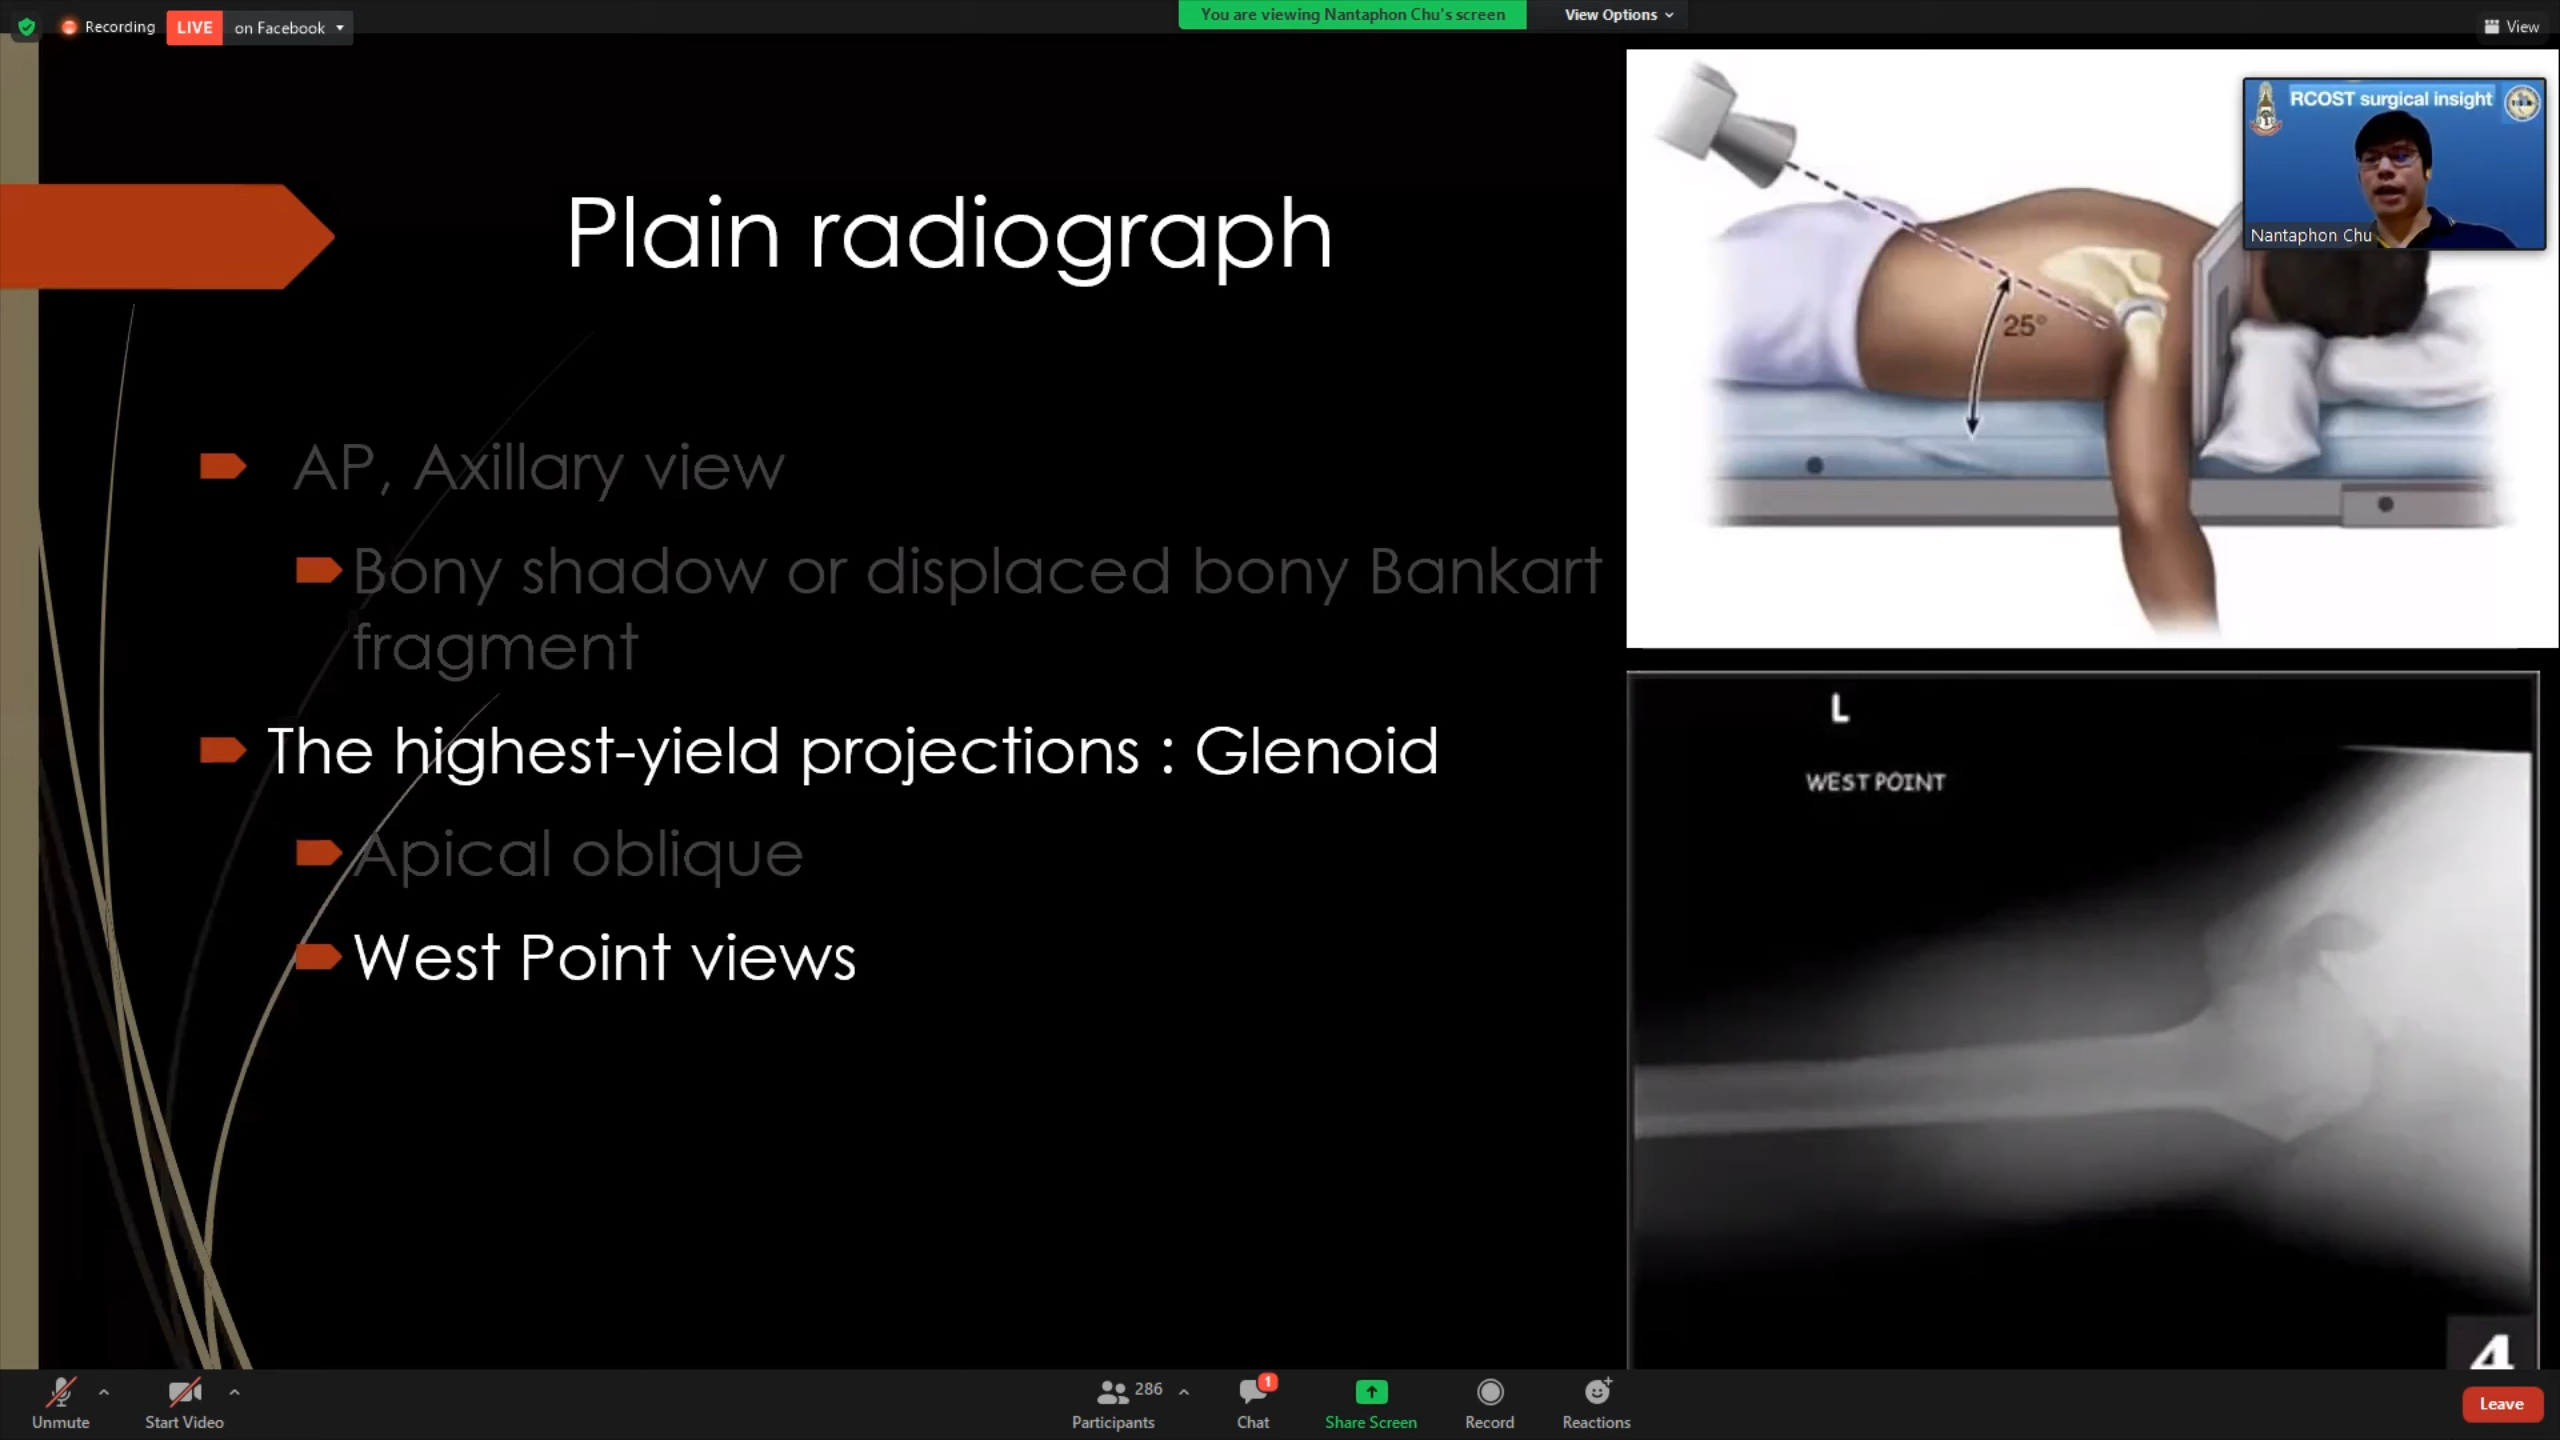 Recording
LIVE on Facebook
You are viewing Nantaphon Chu's screen
View Options
View
RCOST surgical insight
Nantaphon Chu
25°
Plain radiograph
AP, Axillary view
Bony shadow or displaced bony Bankart
fragment
The highest-yield projections : Glenoid
Apical oblique
West Point views
L
WEST POINT
4
Unmute
Start Video
286
Participants
1
Chat
Share Screen
Record
Reactions
Leave